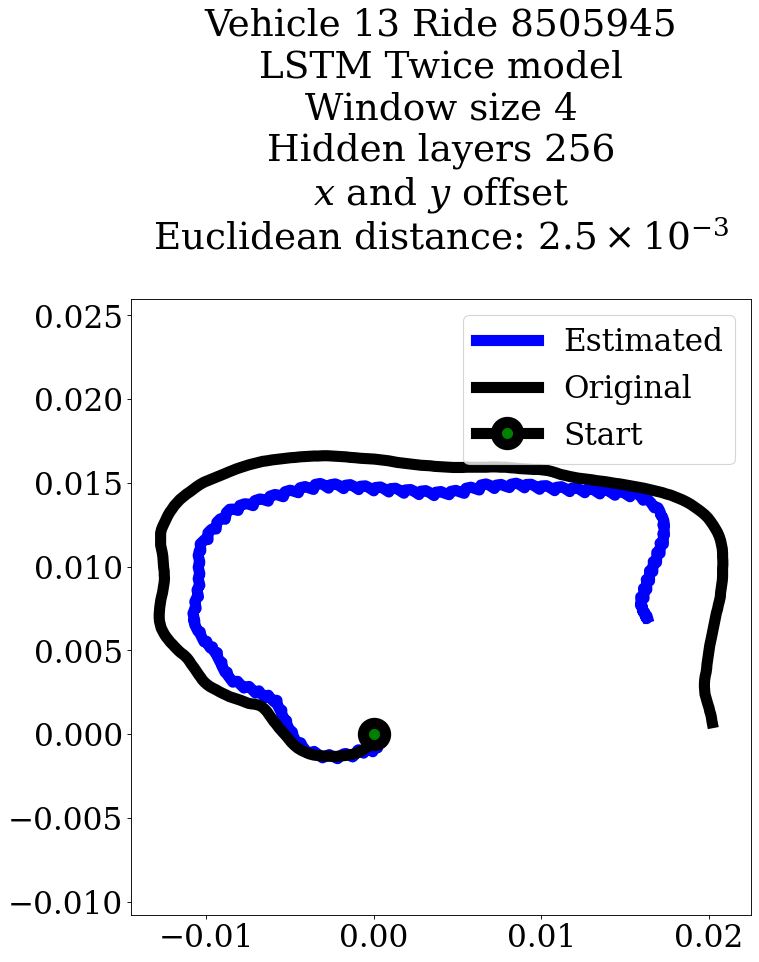 Vehicle 13 Ride 8505945
LSTM Twice model
Window size 4
Hidden layers 256
x and y offset
Euclidean distance: 2.5 × 10⁻³
Estimated
Original
Start
0.025
0.020
0.015
0.010
0.005
0.000
−0.005
−0.010
−0.01 0.00 0.01 0.02